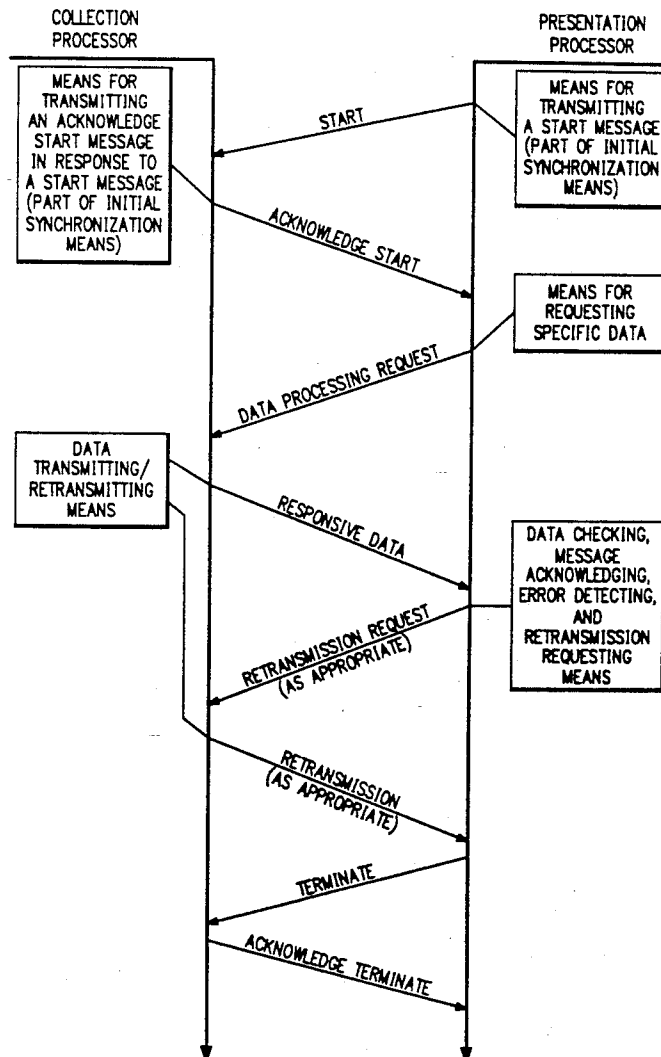 COLLECTION
PROCESSOR
PRESENTATION
PROCESSOR
MEANS FOR
TRANSMITTING
AN ACKNOWLEDGE
START MESSAGE
IN RESPONSE TO
A START MESSAGE
(PART OF INITIAL
SYNCHRONIZATION
MEANS)
MEANS FOR
TRANSMITTING
A START MESSAGE
(PART OF INITIAL
SYNCHRONIZATION
MEANS)
START
ACKNOWLEDGE START
MEANS FOR
REQUESTING
SPECIFIC DATA
DATA PROCESSING REQUEST
DATA
TRANSMITTING/
RETRANSMITTING
MEANS
RESPONSIVE DATA
DATA CHECKING,
MESSAGE
ACKNOWLEDGING,
ERROR DETECTING,
AND
RETRANSMISSION
REQUESTING
MEANS
RETRANSMISSION REQUEST
(AS APPROPRIATE)
RETRANSMISSION
(AS APPROPRIATE)
TERMINATE
ACKNOWLEDGE TERMINATE